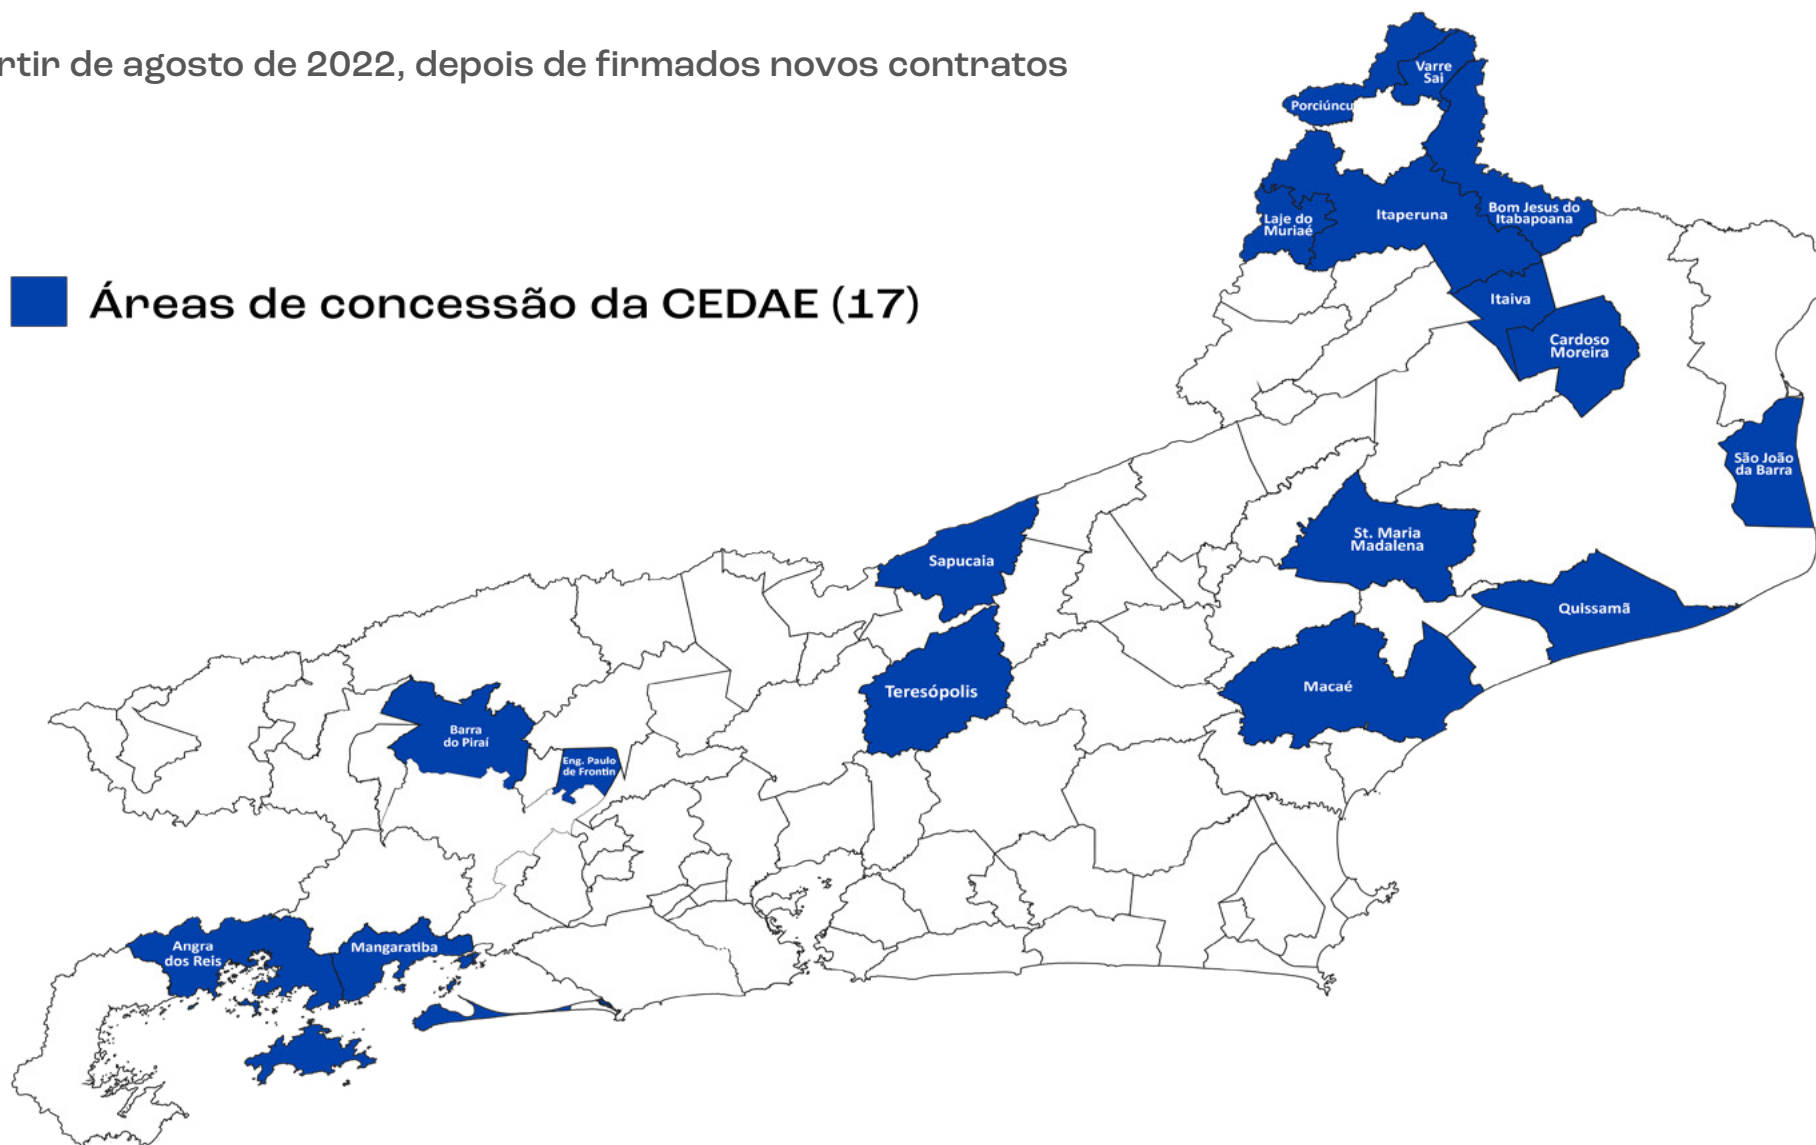 rtir de agosto de 2022, depois de firmados novos contratos
Áreas de concessão da CEDAE (17)
Varre
Sai
Porciúncu
Laje do
Muriaé
Itaperuna
Bom Jesus do
Itabapoana
Itaiva
Cardoso
Moreira
São João
da Barra
St. Maria
Madalena
Sapucaia
Quissamã
Teresópolis
Macaé
Barra
do Piraí
Eng. Paulo
de Frontin
Angra
dos Reis
Mangaratiba